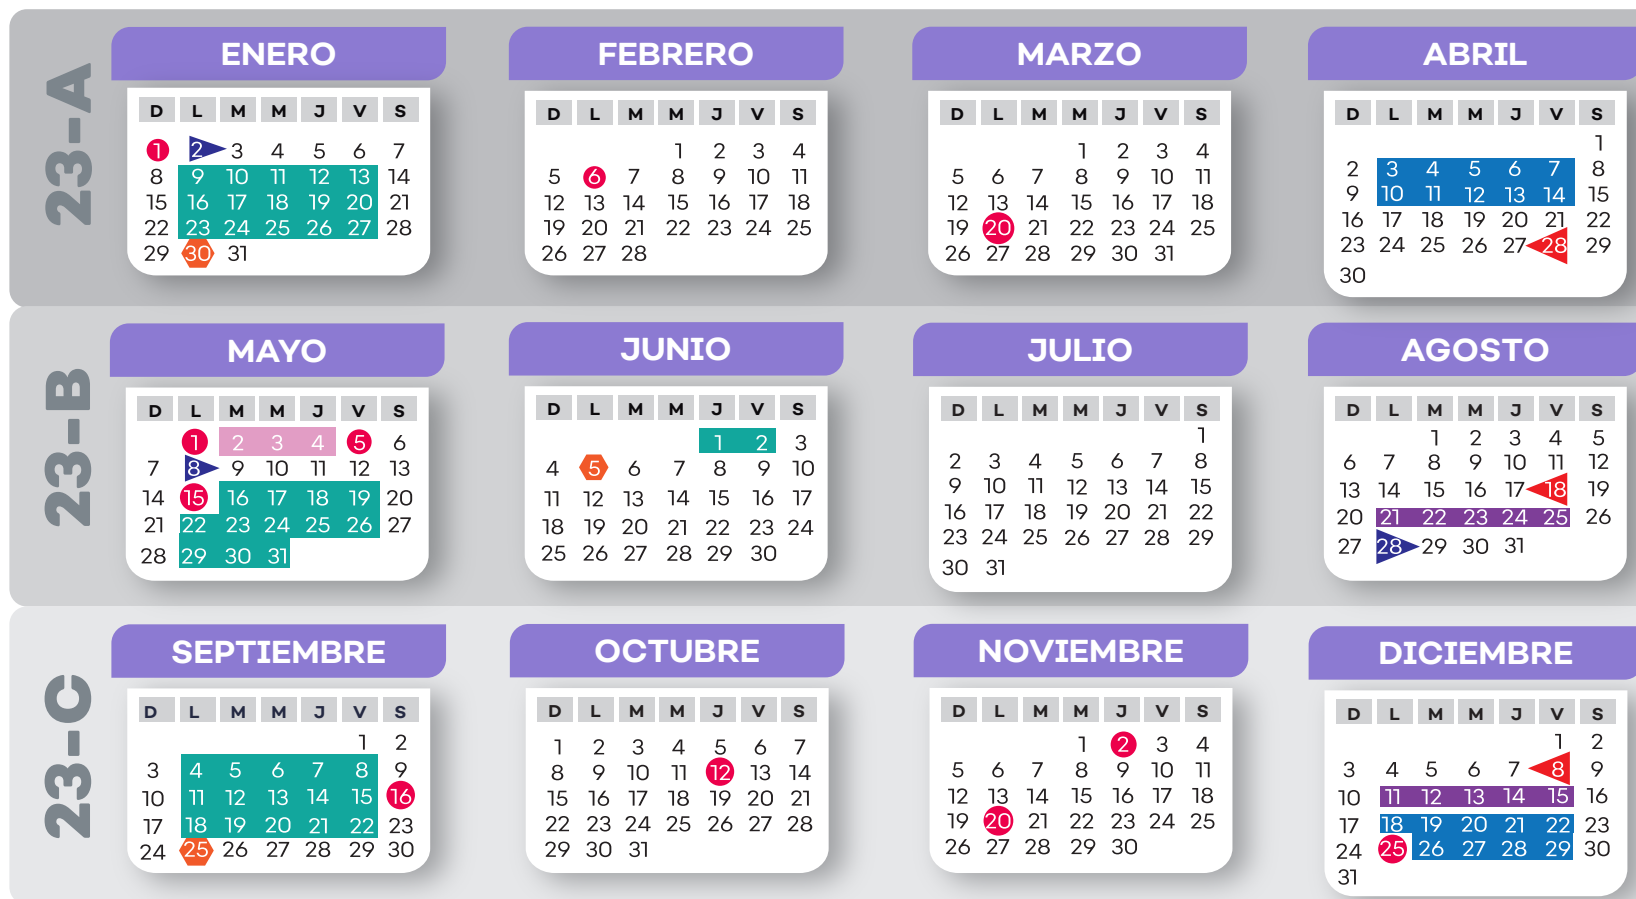 23-A
ENERO
D L M M J V S
1 2 3 4 5 6 7
8 9 10 11 12 13 14
15 16 17 18 19 20 21
22 23 24 25 26 27 28
29 30 31
FEBRERO
D L M M J V S
1 2 3 4
5 6 7 8 9 10 11
12 13 14 15 16 17 18
19 20 21 22 23 24 25
26 27 28
MARZO
D L M M J V S
1 2 3 4
5 6 7 8 9 10 11
12 13 14 15 16 17 18
19 20 21 22 23 24 25
26 27 28 29 30 31
ABRIL
D L M M J V S
1
2 3 4 5 6 7 8
9 10 11 12 13 14 15
16 17 18 19 20 21 22
23 24 25 26 27 28 29
30
23-B
MAYO
D L M M J V S
1 2 3 4 5 6
7 8 9 10 11 12 13
14 15 16 17 18 19 20
21 22 23 24 25 26 27
28 29 30 31
JUNIO
D L M M J V S
1 2 3
4 5 6 7 8 9 10
11 12 13 14 15 16 17
18 19 20 21 22 23 24
25 26 27 28 29 30
JULIO
D L M M J V S
1
2 3 4 5 6 7 8
9 10 11 12 13 14 15
16 17 18 19 20 21 22
23 24 25 26 27 28 29
30 31
AGOSTO
D L M M J V S
1 2 3 4 5
6 7 8 9 10 11 12
13 14 15 16 17 18 19
20 21 22 23 24 25 26
27 28 29 30 31
23-C
SEPTIEMBRE
D L M M J V S
1 2
3 4 5 6 7 8 9
10 11 12 13 14 15 16
17 18 19 20 21 22 23
24 25 26 27 28 29 30
OCTUBRE
D L M M J V S
1 2 3 4 5 6 7
8 9 10 11 12 13 14
15 16 17 18 19 20 21
22 23 24 25 26 27 28
29 30 31
NOVIEMBRE
D L M M J V S
1 2 3 4
5 6 7 8 9 10 11
12 13 14 15 16 17 18
19 20 21 22 23 24 25
26 27 28 29 30
DICIEMBRE
D L M M J V S
1 2
3 4 5 6 7 8 9
10 11 12 13 14 15 16
17 18 19 20 21 22 23
24 25 26 27 28 29 30
31